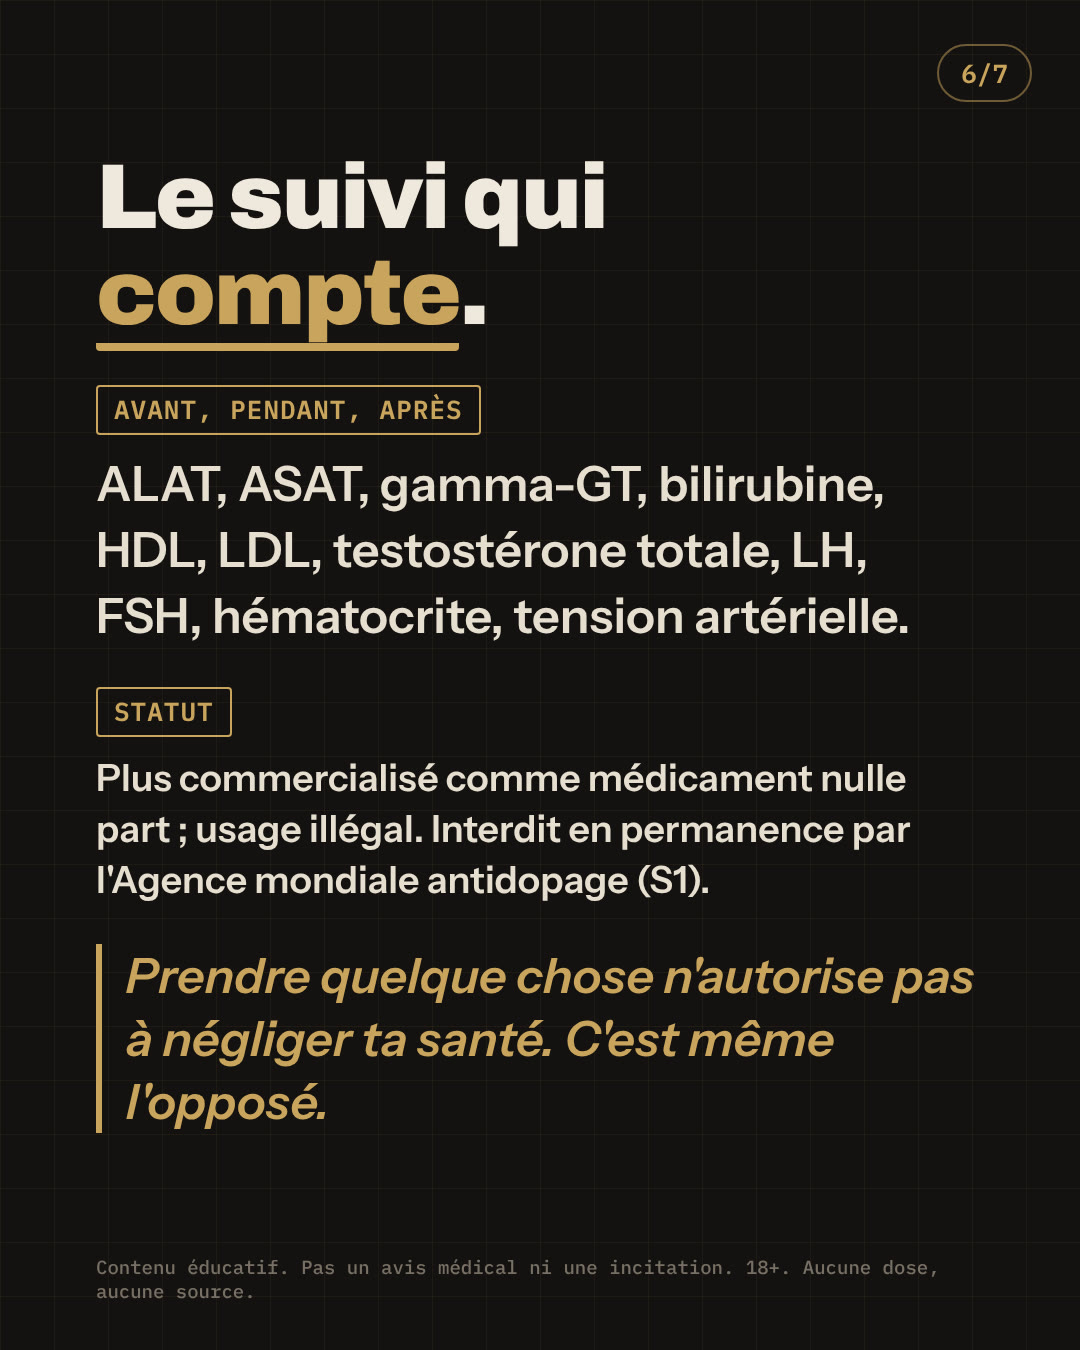 6/7
Le suivi qui
compte.
AVANT, PENDANT, APRÈS
ALAT, ASAT, gamma-GT, bilirubine,
HDL, LDL, testostérone totale, LH,
FSH, hématocrite, tension artérielle.
STATUT
Plus commercialisé comme médicament nulle
part ; usage illégal. Interdit en permanence par
l'Agence mondiale antidopage (S1).
Prendre quelque chose n'autorise pas
à négliger ta santé. C'est même
l'opposé.
Contenu éducatif. Pas un avis médical ni une incitation. 18+. Aucune dose,
aucune source.